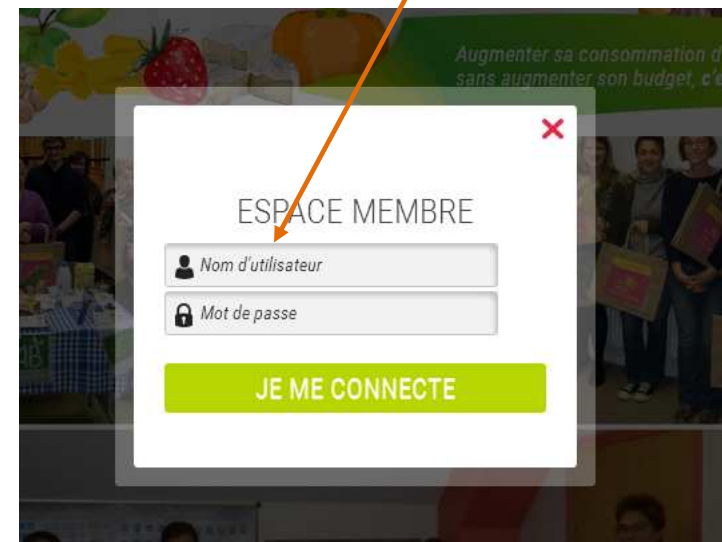 Augmenter sa consommation d
sans augmenter son budget, c'
ESPACE MEMBRE
Nom d'utilisateur
Mot de passe
JE ME CONNECTE